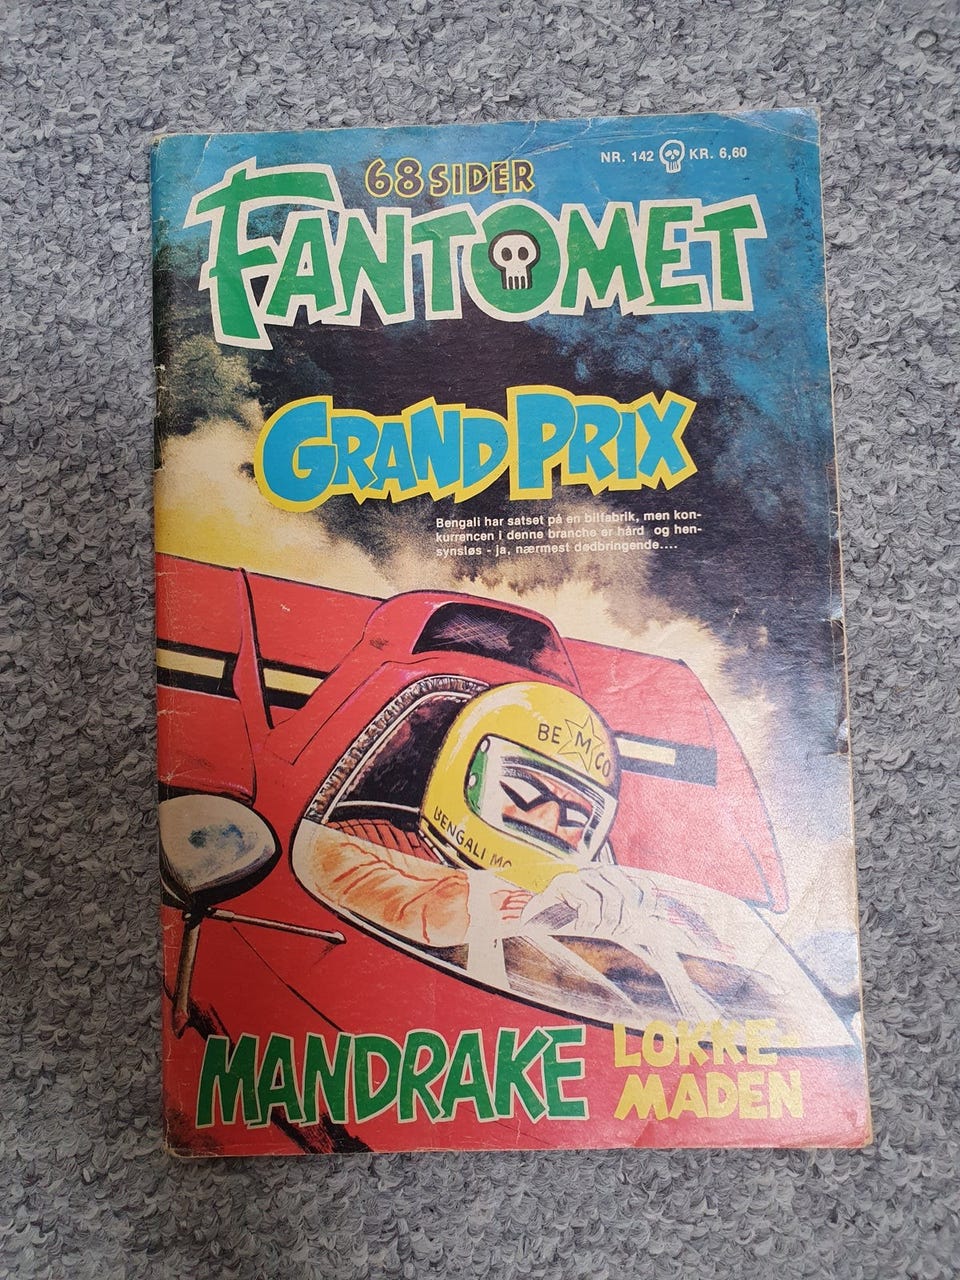 68 SIDER
NR. 142 KR. 6,60
FANTOMET
GRAND PRIX
Bengali har satset på en bilfabrik, men kon-
kurrencen i denne branche er hård og hen-
synsløs - ja, nærmest dødbringende....
BE M CO
BENGALI MO
MANDRAKE
LOKKE-
MADEN